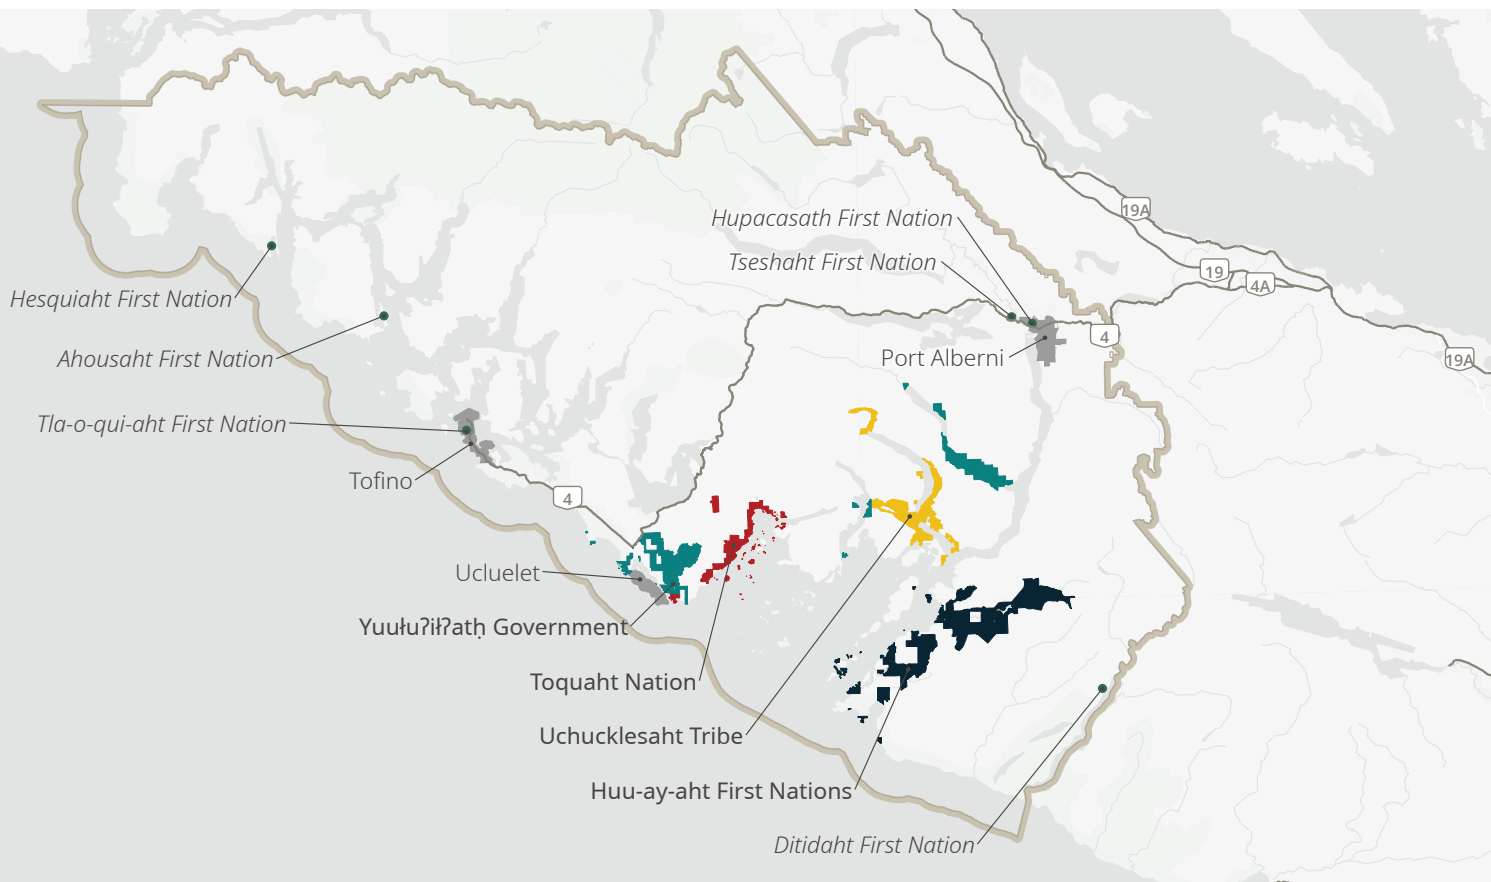 19A
Hupacasath First Nation
Tseshaht First Nation
19
4A
Hesquiaht First Nation
4
Port Alberni
Ahousaht First Nation
19A
Tla-o-qui-aht First Nation
Tofino
4
Ucluelet
Yuułuʔiłʔatḥ Government
Toquaht Nation
Uchucklesaht Tribe
Huu-ay-aht First Nations
Ditidaht First Nation